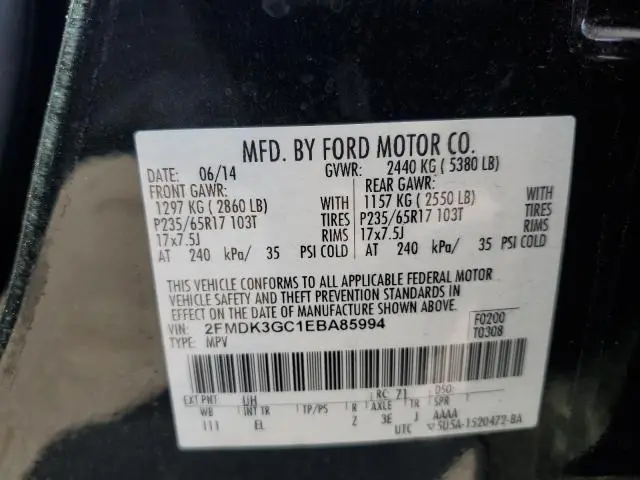 MFD. BY FORD MOTOR CO.
DATE: 06/14 GVWR: 2440 KG ( 5380 LB)
FRONT GAWR: REAR GAWR:
1297 KG ( 2860 LB) WITH 1157 KG ( 2550 LB) WITH
P235/65R17 103T TIRES P235/65R17 103T TIRES
17x7.5J RIMS 17x7.5J RIMS
AT 240 kPa/ 35 PSI COLD AT 240 kPa/ 35 PSI COLD
THIS VEHICLE CONFORMS TO ALL APPLICABLE FEDERAL MOTOR
VEHICLE SAFETY AND THEFT PREVENTION STANDARDS IN
EFFECT ON THE DATE OF MANUFACTURE SHOWN ABOVE.
VIN: 2FMDK3GC1EBA85994 F0200
TYPE: MPV T0308
EXT PNT UH RC: 71 DSO:
WB INT TR TP/PS R AXLE TR SPR
111 EL 2 3E J AAAA
UTC 5U5A-1520472-BA